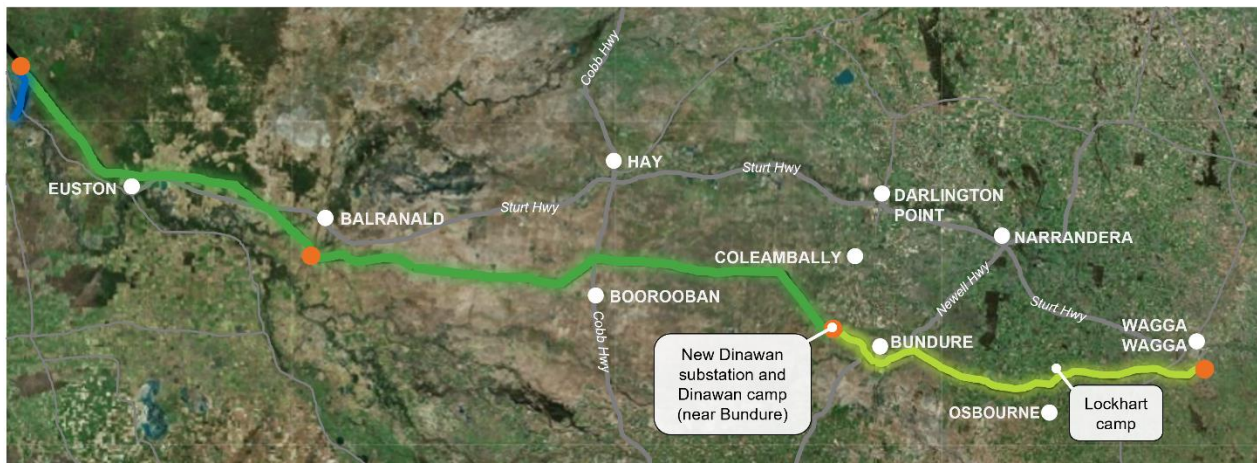 Cobb Hwy
HAY
Sturt Hwy
EUSTON
BALRANALD
Sturt Hwy
DARLINGTON
POINT
NARRANDERA
COLEAMBALLY
BOOROOBAN
Newell Hwy
Sturt Hwy
Cobb Hwy
New Dinawan
substation and
Dinawan camp
(near Bundure)
BUNDURE
WAGGA
WAGGA
OSBOURNE
Lockhart
camp